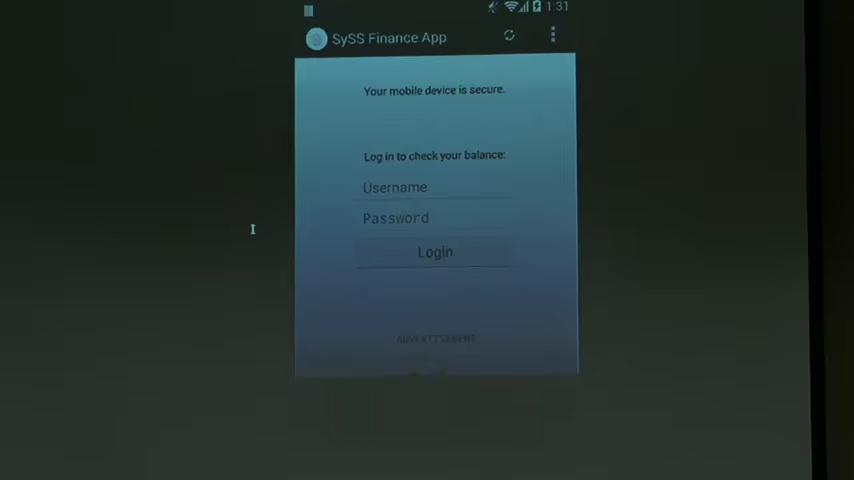 1:31
SySS Finance App
Your mobile device is secure.
Log in to check your balance:
Username
Password
Login
ADVERTISEMENT